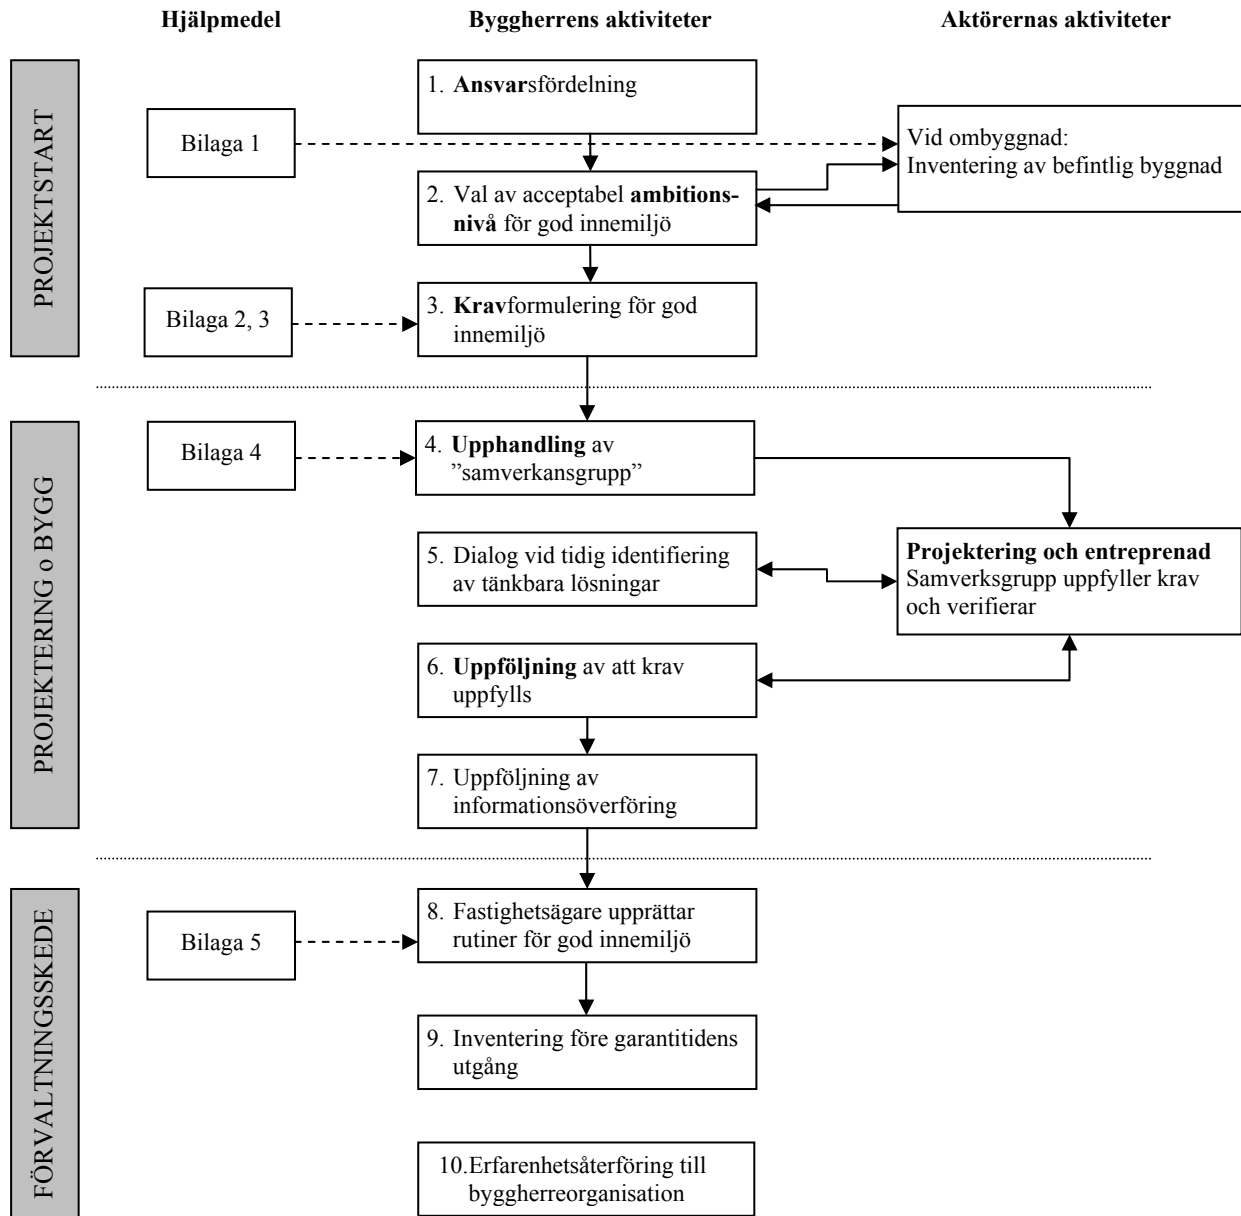 Hjälpmedel
Byggherrens aktiviteter
Aktörernas aktiviteter
PROJEKTSTART
1. Ansvarsfördelning
Bilaga 1
Vid ombyggnad:
Inventering av befintlig byggnad
2. Val av acceptabel ambitions-
nivå för god innemiljö
Bilaga 2, 3
3. Kravformulering för god
innemiljö
PROJEKTERING o BYGG
Bilaga 4
4. Upphandling av
”samverkansgrupp”
5. Dialog vid tidig identifiering
av tänkbara lösningar
Projektering och entreprenad
Samverksgrupp uppfyller krav
och verifierar
6. Uppföljning av att krav
uppfylls
7. Uppföljning av
informationsöverföring
FÖRVALTNINGSSKEDE
Bilaga 5
8. Fastighetsägare upprättar
rutiner för god innemiljö
9. Inventering före garantitidens
utgång
10.Erfarenhetsåterföring till
byggherreorganisation